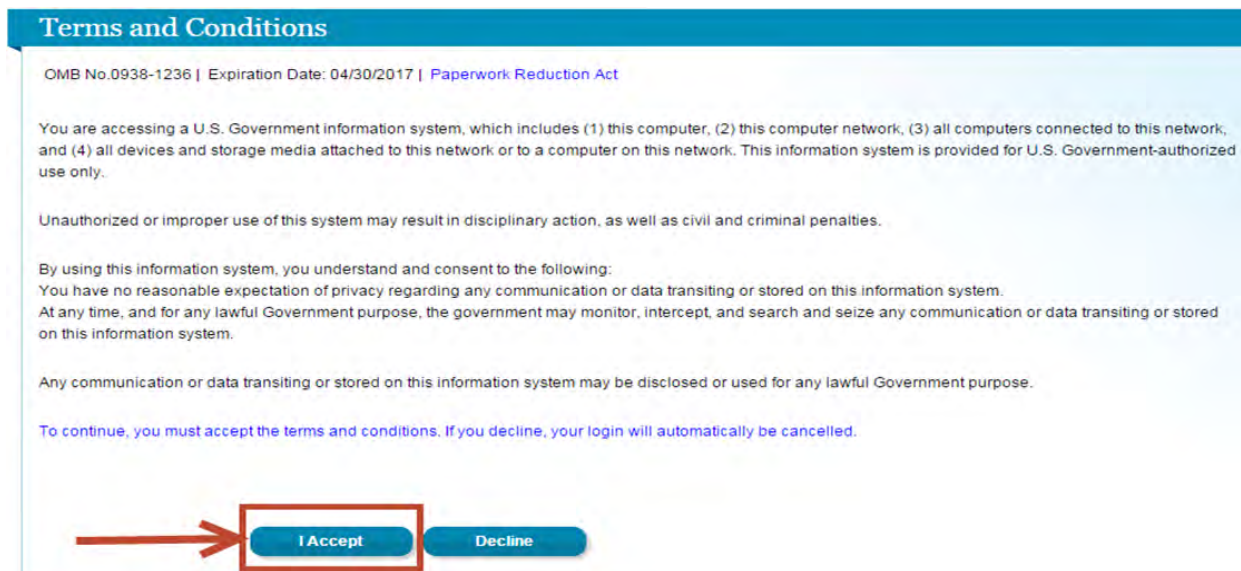 Terms and Conditions
OMB No.0938-1236 | Expiration Date: 04/30/2017 | Paperwork Reduction Act
You are accessing a U.S. Government information system, which includes (1) this computer, (2) this computer network, (3) all computers connected to this network,
and (4) all devices and storage media attached to this network or to a computer on this network. This information system is provided for U.S. Government-authorized
use only.
Unauthorized or improper use of this system may result in disciplinary action, as well as civil and criminal penalties.
By using this information system, you understand and consent to the following:
You have no reasonable expectation of privacy regarding any communication or data transiting or stored on this information system.
At any time, and for any lawful Government purpose, the government may monitor, intercept, and search and seize any communication or data transiting or stored
on this information system.
Any communication or data transiting or stored on this information system may be disclosed or used for any lawful Government purpose.
To continue, you must accept the terms and conditions. If you decline, your login will automatically be cancelled.
I Accept Decline